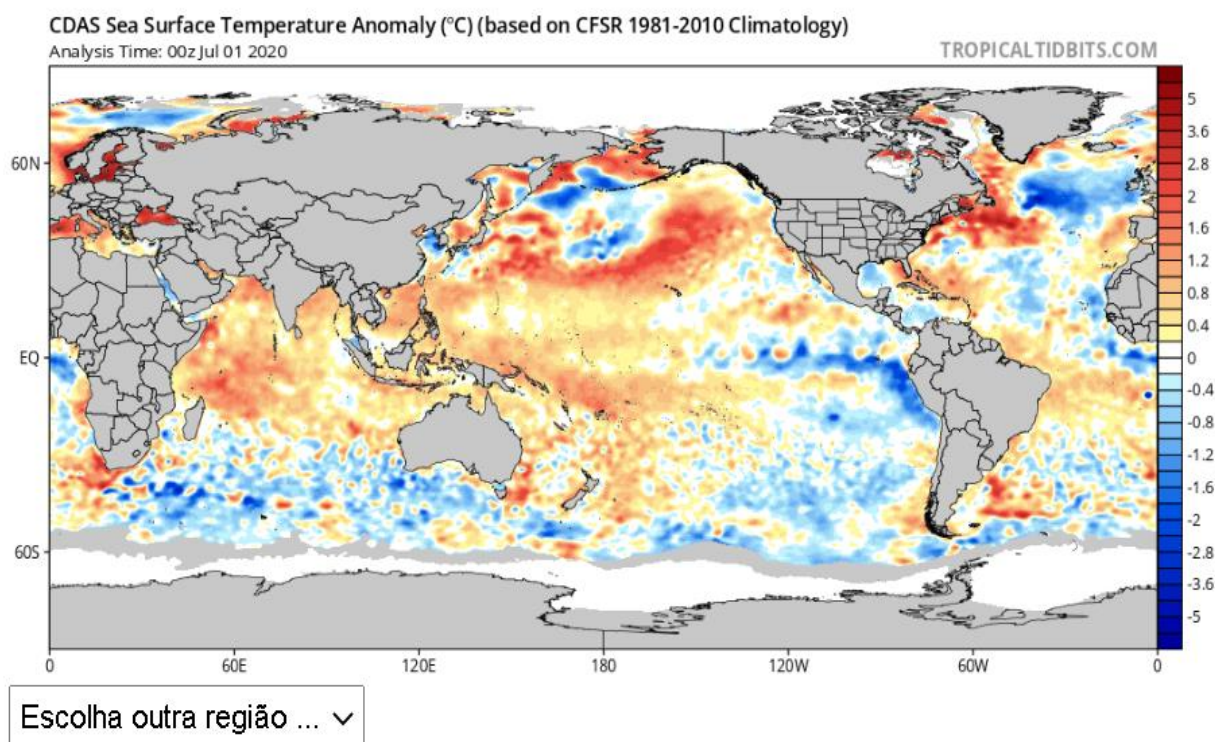 CDAS Sea Surface Temperature Anomaly (°C) (based on CFSR 1981-2010 Climatology)
Analysis Time: 00z Jul 01 2020
TROPICALTIDBITS.COM
5
3.6
2.8
2
1.6
1.2
0.8
0.4
0
-0.4
-0.8
-1.2
-1.6
-2
-2.8
-3.6
-5
60N
EQ
60S
0 60E 120E 180 120W 60W 0
Escolha outra região ...